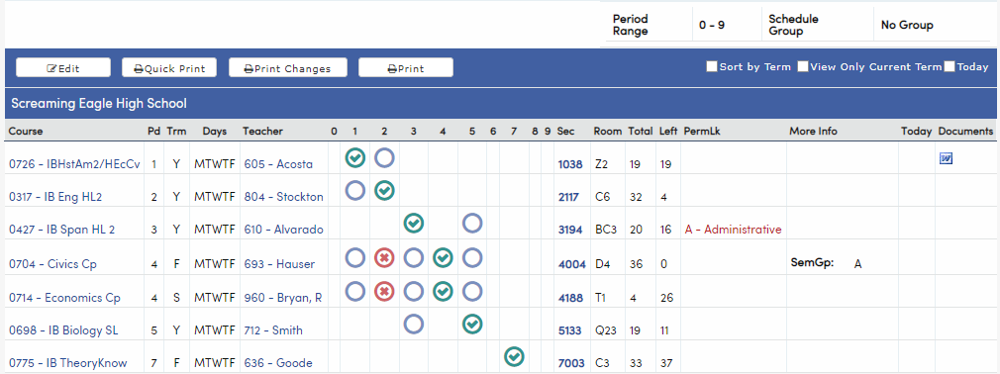 Period Range 0 - 9 Schedule Group No Group
Edit Quick Print Print Changes Print Sort by Term View Only Current Term Today
Screaming Eagle High School
Course Pd Trm Days Teacher 0 1 2 3 4 5 6 7 8 9 Sec Room Total Left PermLk More Info Today Documents
0726 - IBHstAm2/HEcCv 1 Y MTWTF 605 - Acosta 1038 Z2 19 19
0317 - IB Eng HL2 2 Y MTWTF 804 - Stockton 2117 C6 32 4
0427 - IB Span HL 2 3 Y MTWTF 610 - Alvarado 3194 BC3 20 16 A - Administrative
0704 - Civics Cp 4 F MTWTF 693 - Hauser 4004 D4 36 0 SemGp: A
0714 - Economics Cp 4 S MTWTF 960 - Bryan, R 4188 T1 4 26
0698 - IB Biology SL 5 Y MTWTF 712 - Smith 5133 Q23 19 11
0775 - IB TheoryKnow 7 F MTWTF 636 - Goode 7003 C3 33 37